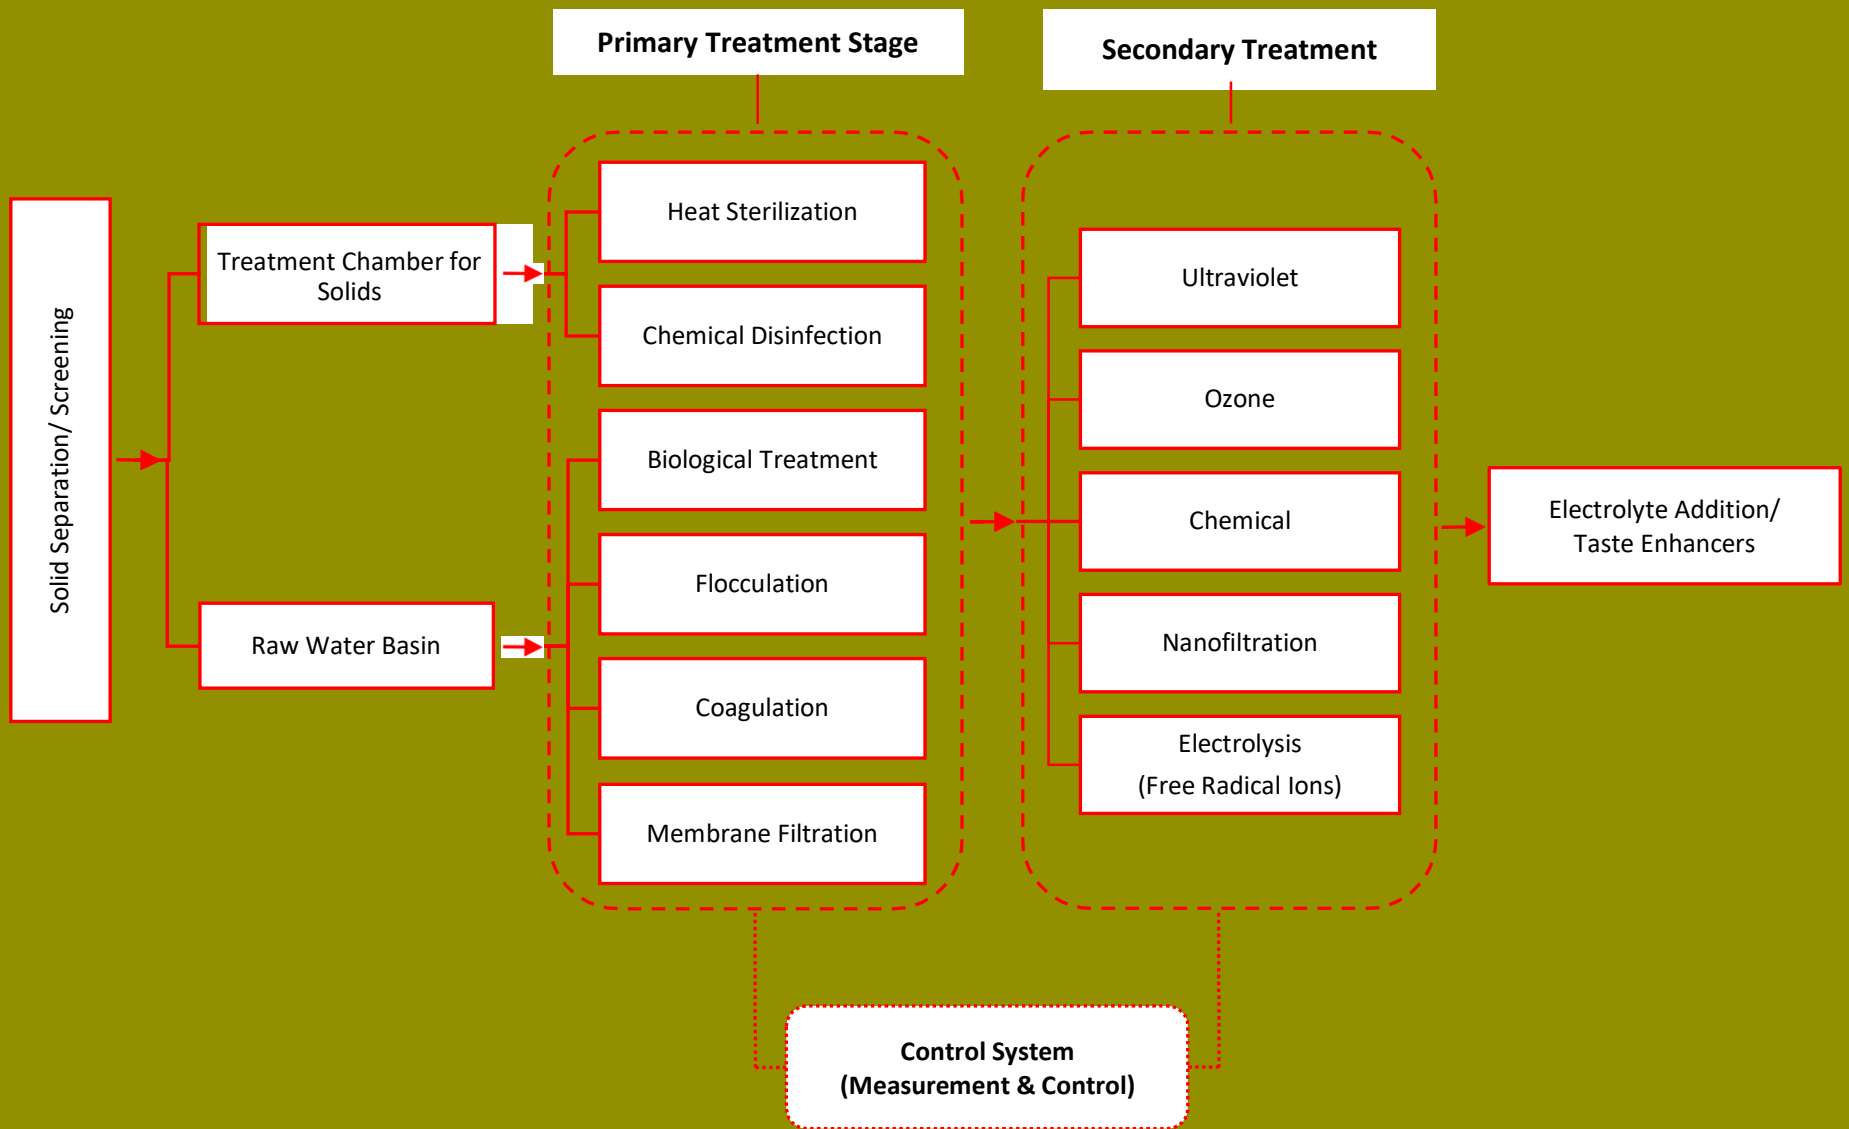 Primary Treatment Stage
Secondary Treatment
Solid Separation/ Screening
Treatment Chamber for
Solids
Raw Water Basin
Heat Sterilization
Chemical Disinfection
Biological Treatment
Flocculation
Coagulation
Membrane Filtration
Ultraviolet
Ozone
Chemical
Nanofiltration
Electrolysis
(Free Radical Ions)
Electrolyte Addition/
Taste Enhancers
Control System
(Measurement & Control)